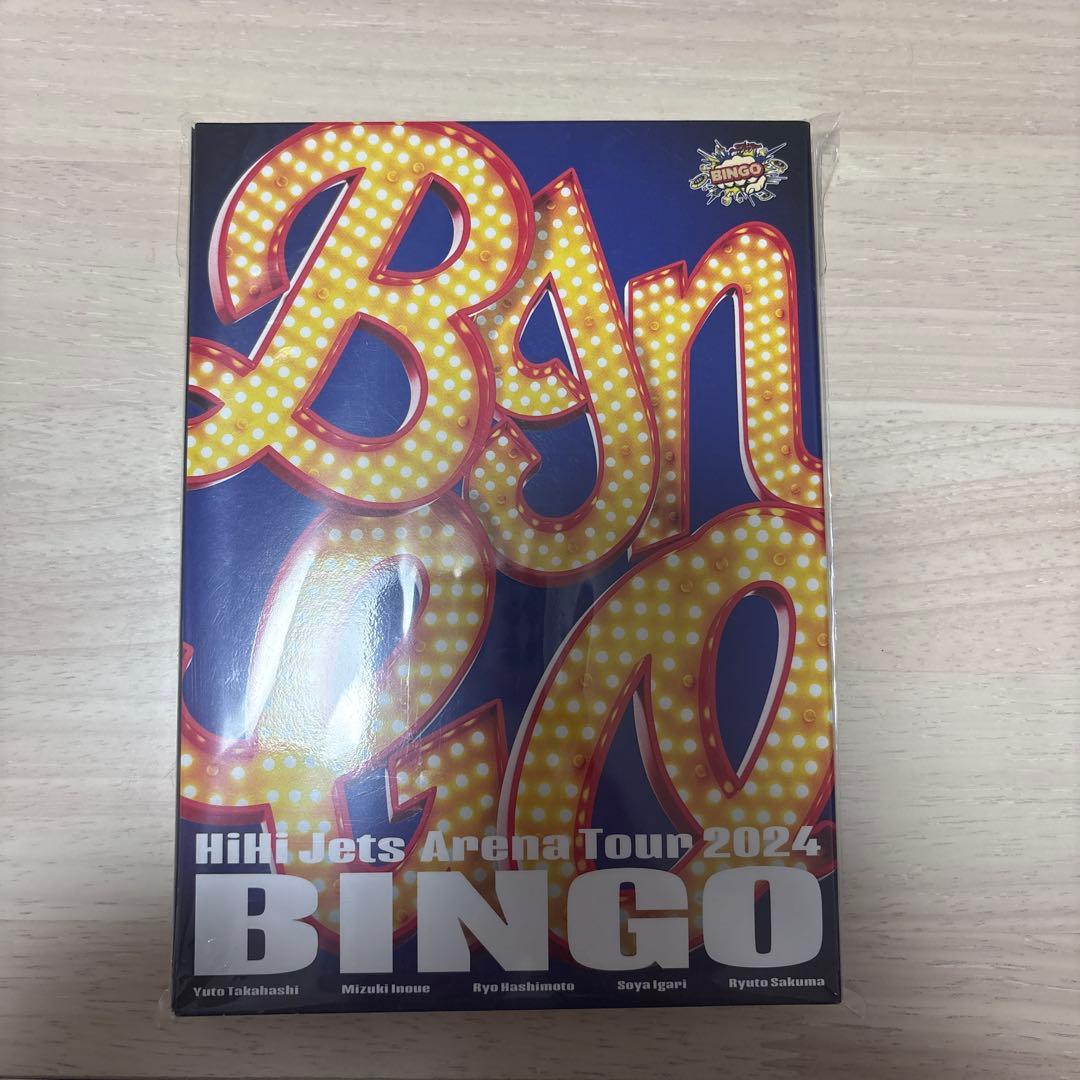 BINGO
BINGO
HiHi Jets Arena Tour 2024
BINGO
Yuto Takahashi Mizuki Inoue Ryo Hashimoto Soya Igari Ryuto Sakuma